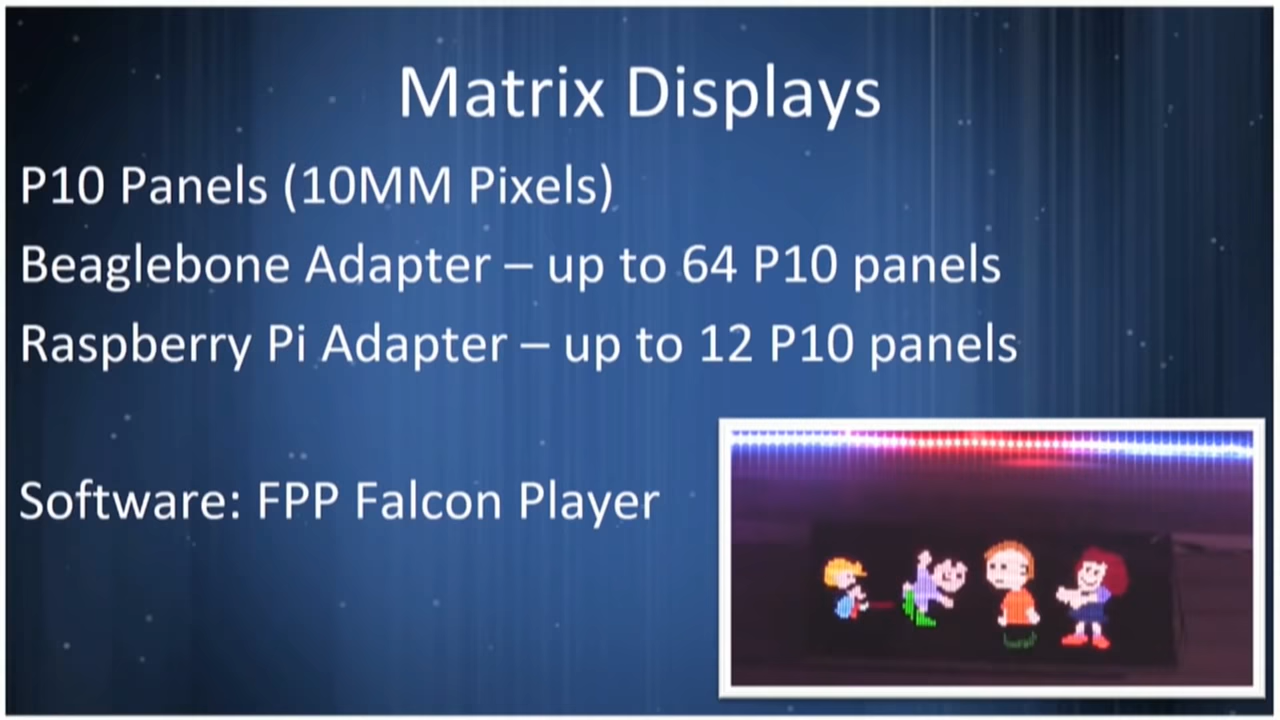 Matrix Displays
P10 Panels (10MM Pixels)
Beaglebone Adapter – up to 64 P10 panels
Raspberry Pi Adapter – up to 12 P10 panels
Software: FPP Falcon Player